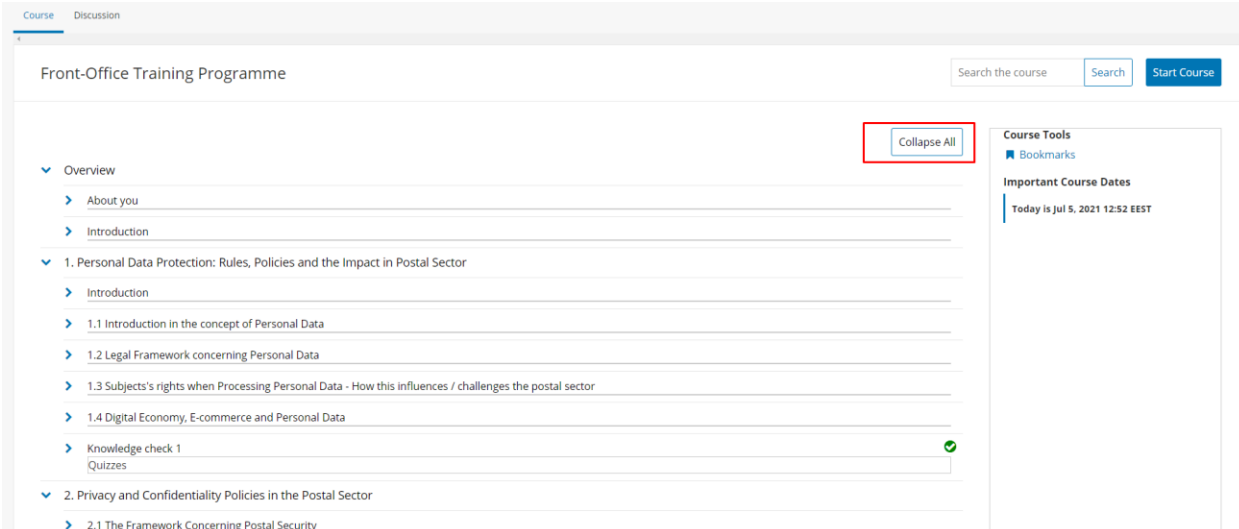 Course Discussion
Front-Office Training Programme
Search the course Search Start Course
Collapse All
Overview
About you
Introduction
1. Personal Data Protection: Rules, Policies and the Impact in Postal Sector
Introduction
1.1 Introduction in the concept of Personal Data
1.2 Legal Framework concerning Personal Data
1.3 Subjects's rights when Processing Personal Data - How this influences / challenges the postal sector
1.4 Digital Economy, E-commerce and Personal Data
Knowledge check 1
Quizzes
2. Privacy and Confidentiality Policies in the Postal Sector
2.1 The Framework Concerning Postal Security
Course Tools
Bookmarks
Important Course Dates
Today is Jul 5, 2021 12:52 EEST